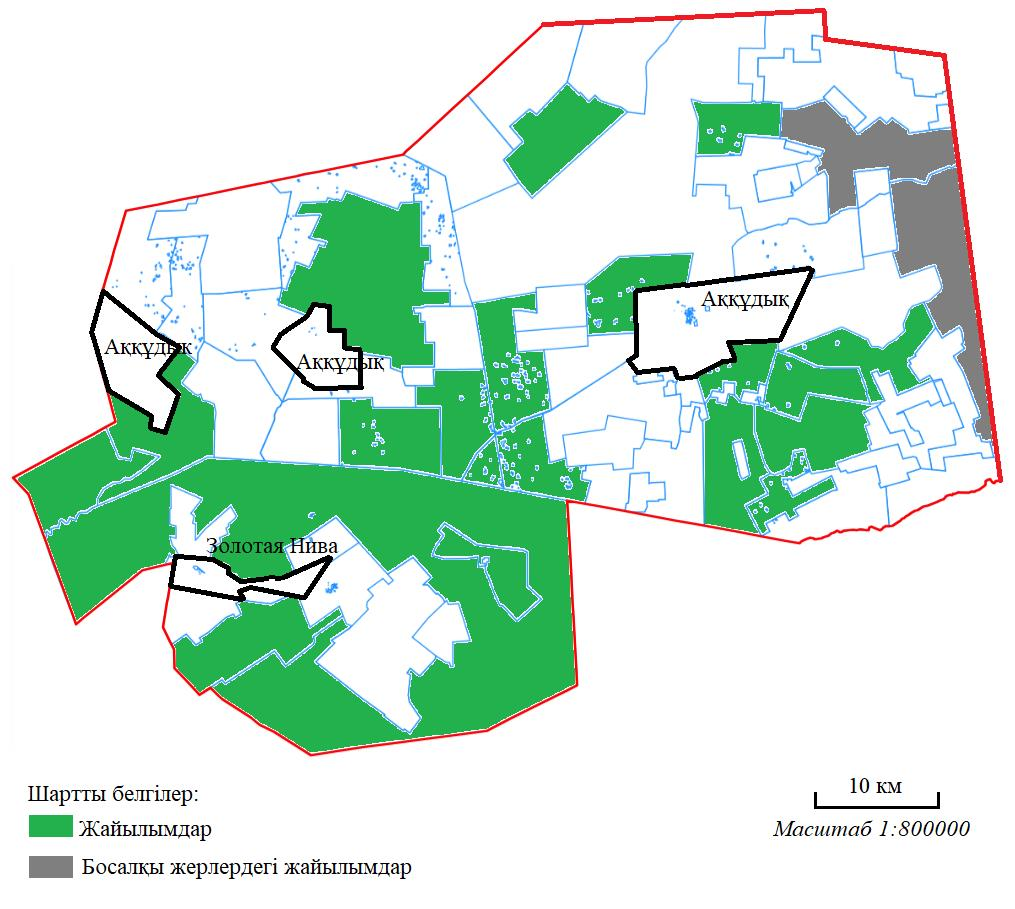 Аққұдық
Аққұдық
Аққұдық
Золотая Нива
Шартты белгілер:
10 км
Жайылымдар
Масштаб 1:800000
Босалқы жерлердегі жайылымдар